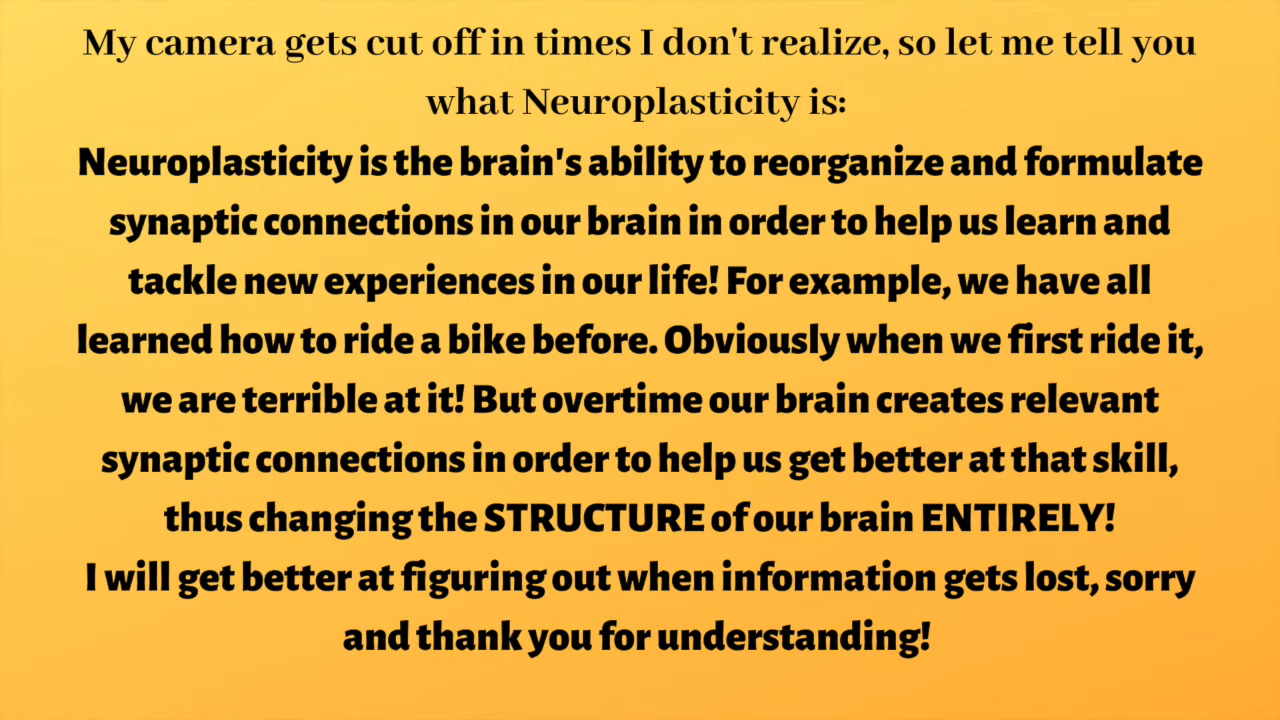 My camera gets cut off in times I don't realize, so let me tell you
what Neuroplasticity is:
Neuroplasticity is the brain's ability to reorganize and formulate
synaptic connections in our brain in order to help us learn and
tackle new experiences in our life! For example, we have all
learned how to ride a bike before. Obviously when we first ride it,
we are terrible at it! But overtime our brain creates relevant
synaptic connections in order to help us get better at that skill,
thus changing the STRUCTURE of our brain ENTIRELY!
I will get better at figuring out when information gets lost, sorry
and thank you for understanding!